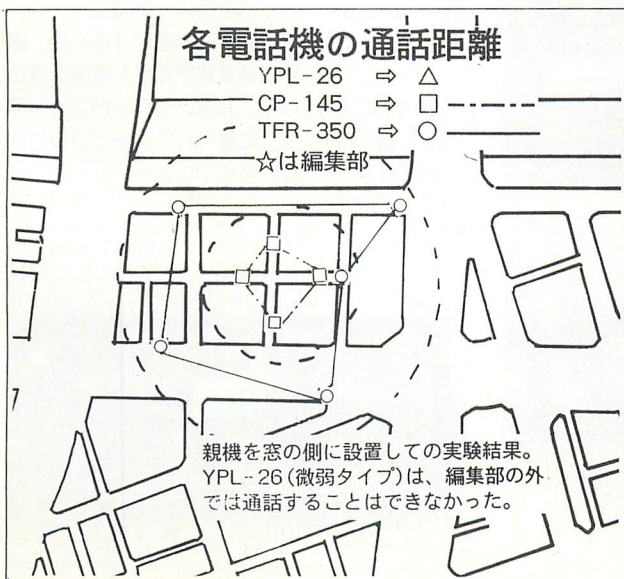 各電話機の通話距離
YPL-26 ⇨ △
CP-145 ⇨ □
TFR-350 ⇨ ○
☆は編集部
7
親機を窓の側に設置しての実験結果。
YPL-26(微弱タイプ)は、編集部の外
では通話することはできなかった。